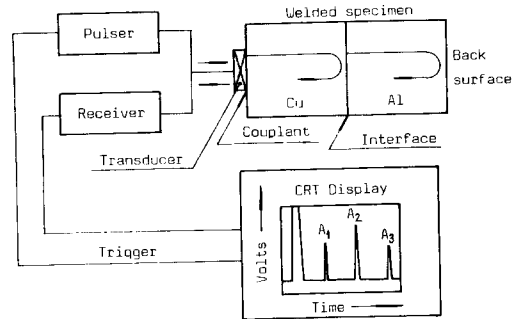 Welded specimen
Pulser
Back
surface
Receiver
Cu
Al
Couplant
Interface
Transducer
CRT Display
A1
A2
A3
Volts
Trigger
Time